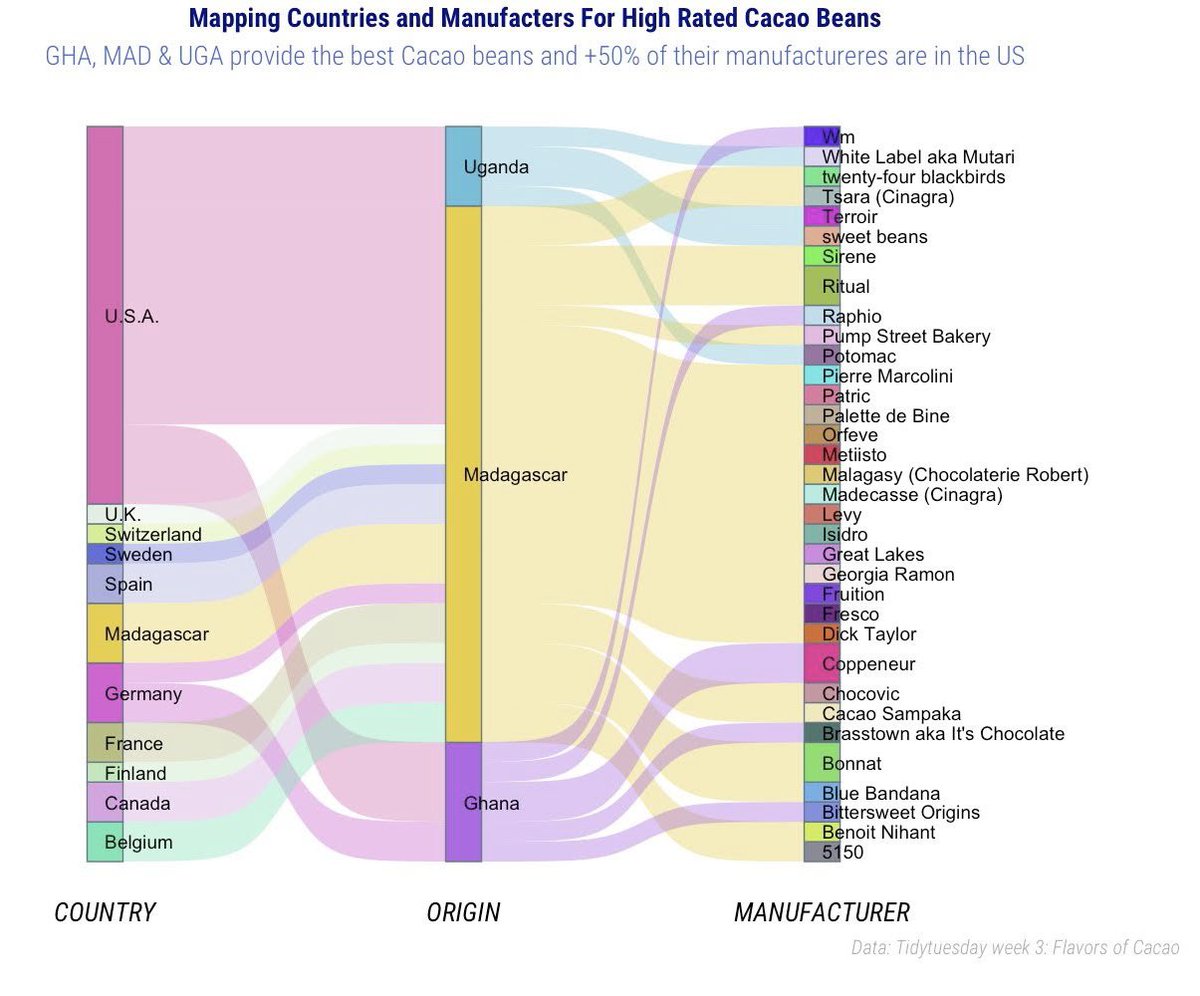 Mapping Countries and Manufacters For High Rated Cacao Beans
GHA, MAD & UGA provide the best Cacao beans and +50% of their manufactureres are in the US
U.S.A.
U.K.
Switzerland
Sweden
Spain
Madagascar
Germany
France
Finland
Canada
Belgium
Uganda
Madagascar
Ghana
Wm
White Label aka Mutari
twenty-four blackbirds
Tsara (Cinagra)
Terroir
sweet beans
Sirene
Ritual
Raphio
Pump Street Bakery
Potomac
Pierre Marcolini
Patric
Palette de Bine
Orfeve
Metiisto
Malagasy (Chocolaterie Robert)
Madecasse (Cinagra)
Levy
Isidro
Great Lakes
Georgia Ramon
Fruition
Fresco
Dick Taylor
Coppeneur
Chocovic
Cacao Sampaka
Brasstown aka It's Chocolate
Bonnat
Blue Bandana
Bittersweet Origins
Benoit Nihant
5150
COUNTRY
ORIGIN
MANUFACTURER
Data: Tidytuesday week 3: Flavors of Cacao